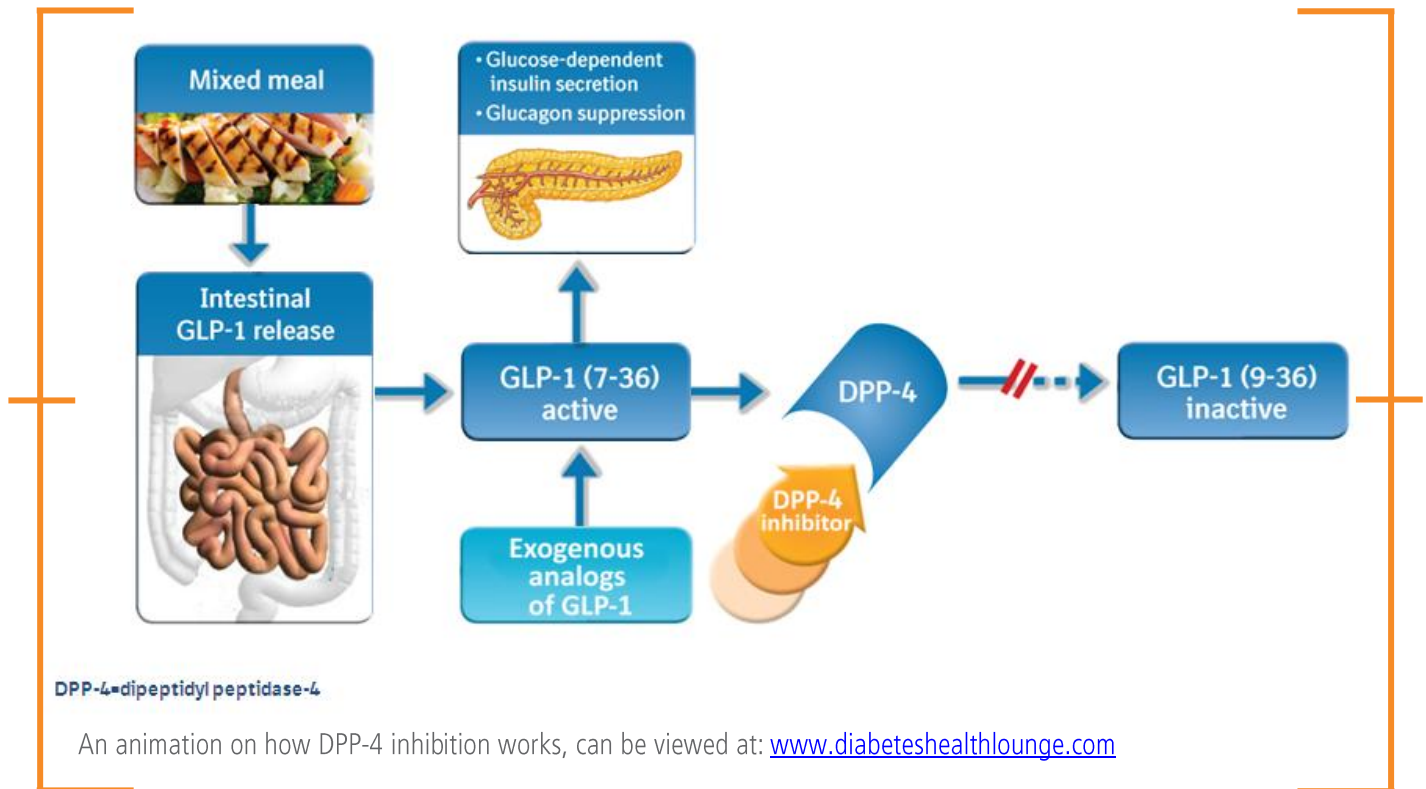 Mixed meal
• Glucose-dependent
insulin secretion
• Glucagon suppression
Intestinal
GLP-1 release
GLP-1 (7-36)
active
DPP-4
GLP-1 (9-36)
inactive
DPP-4
inhibitor
Exogenous
analogs
of GLP-1
DPP-4=dipeptidyl peptidase-4
An animation on how DPP-4 inhibition works, can be viewed at: www.diabeteshealthlounge.com